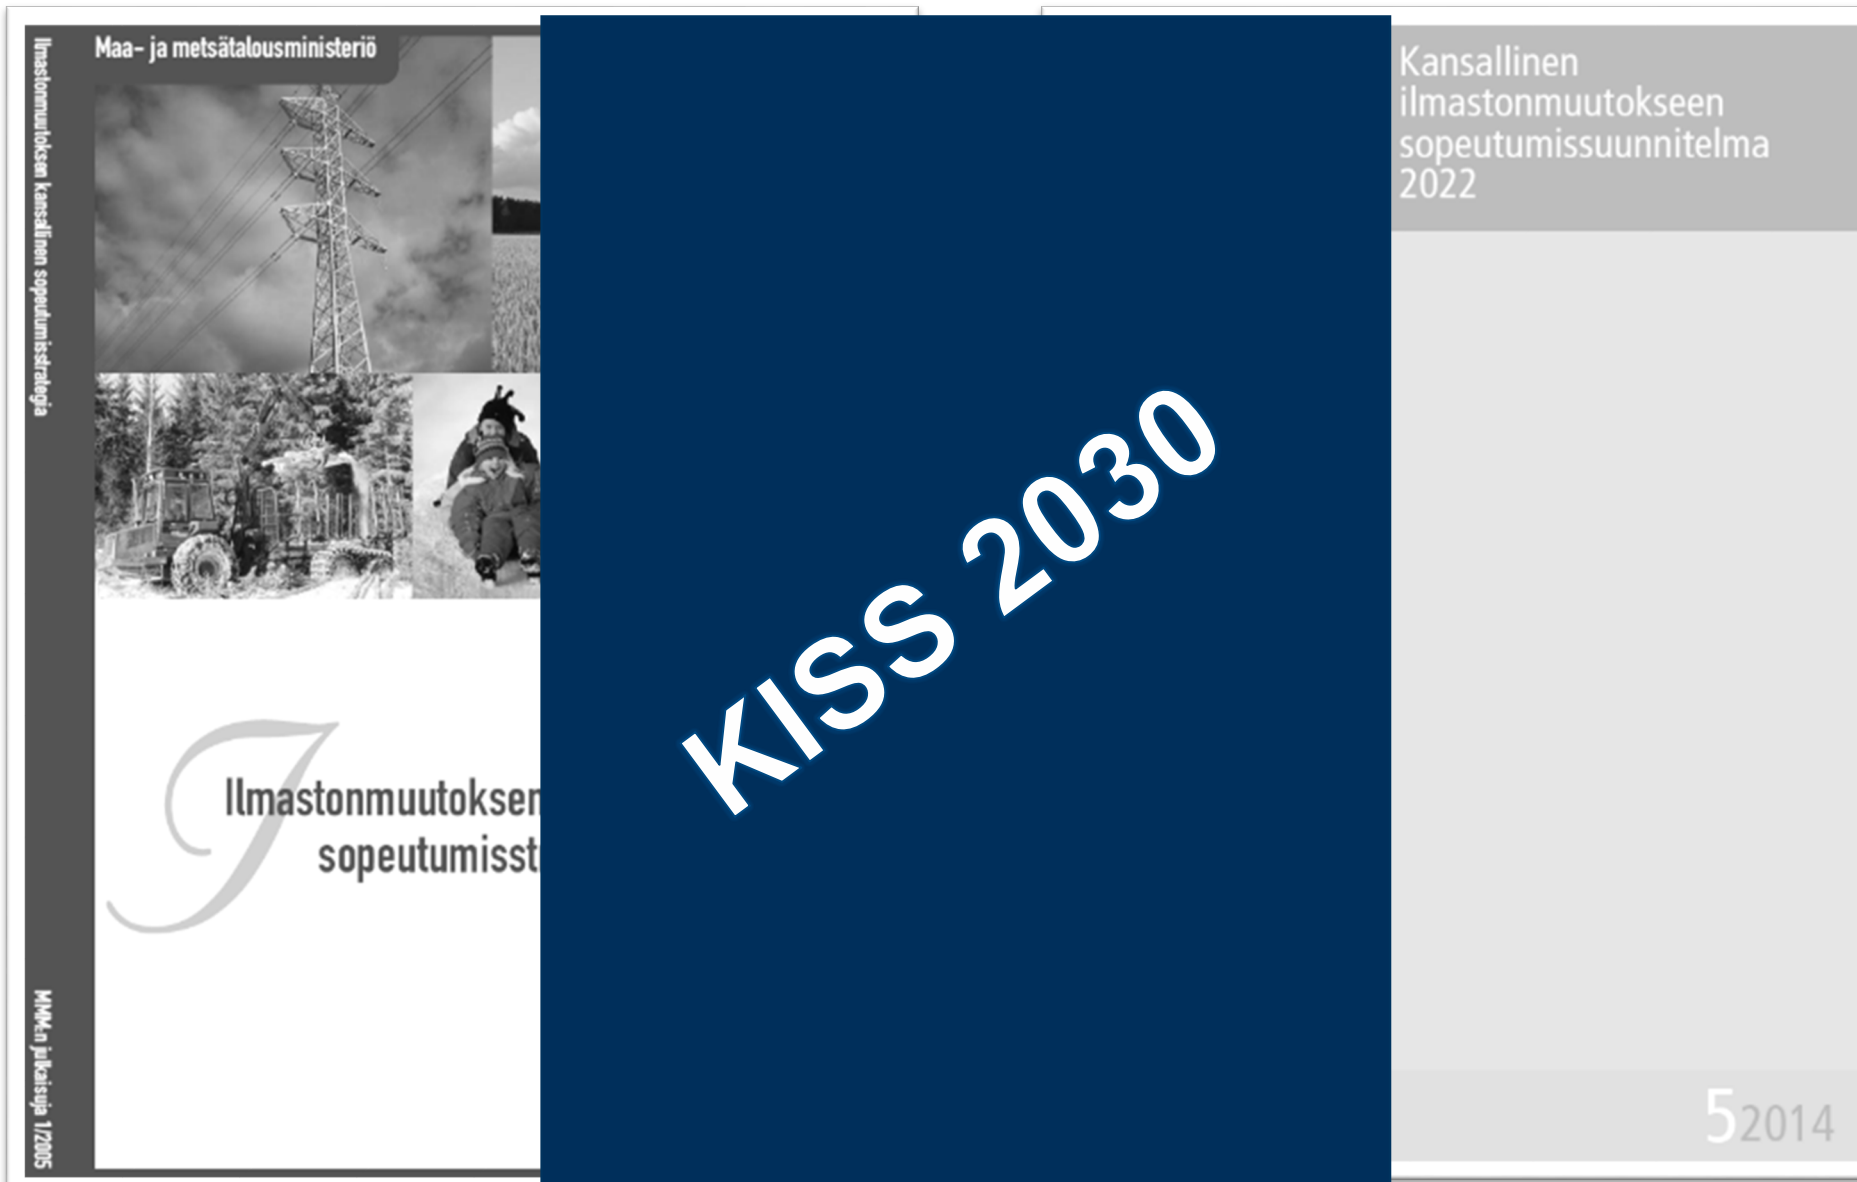 Maa- ja metsätalousministeriö
Ilmastonmuutoksen kansallinen sopeutumisstrategia
MMM:n julkaisuja 1/2005
Ilmastonmuutoksen
sopeutumisst
KISS 2030
Kansallinen
ilmastonmuutokseen
sopeutumissuunnitelma
2022
5 2014